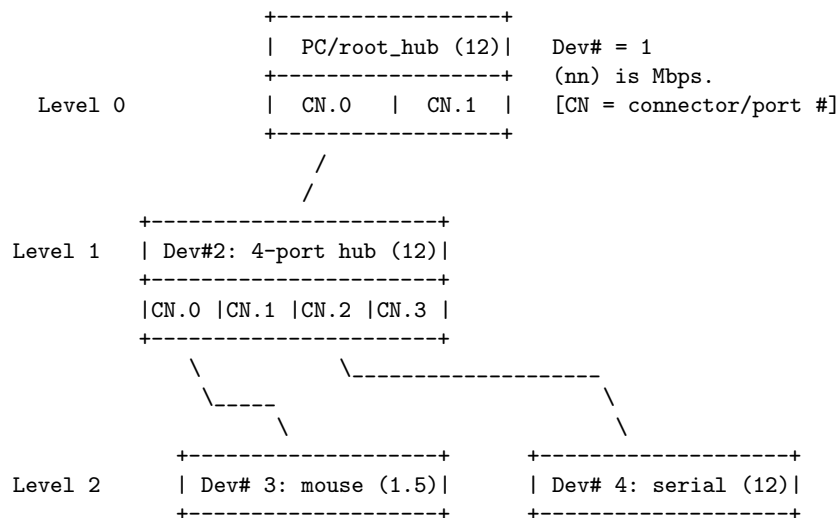 PC/root_hub (12)| Dev# = 1
(nn) is Mbps.
Level 0 | CN.0 | CN.1 | [CN = connector/port #]
Level 1 | Dev#2: 4-port hub (12)|
|CN.0 |CN.1 |CN.2 |CN.3 |
Level 2 | Dev# 3: mouse (1.5)| | Dev# 4: serial (12)|